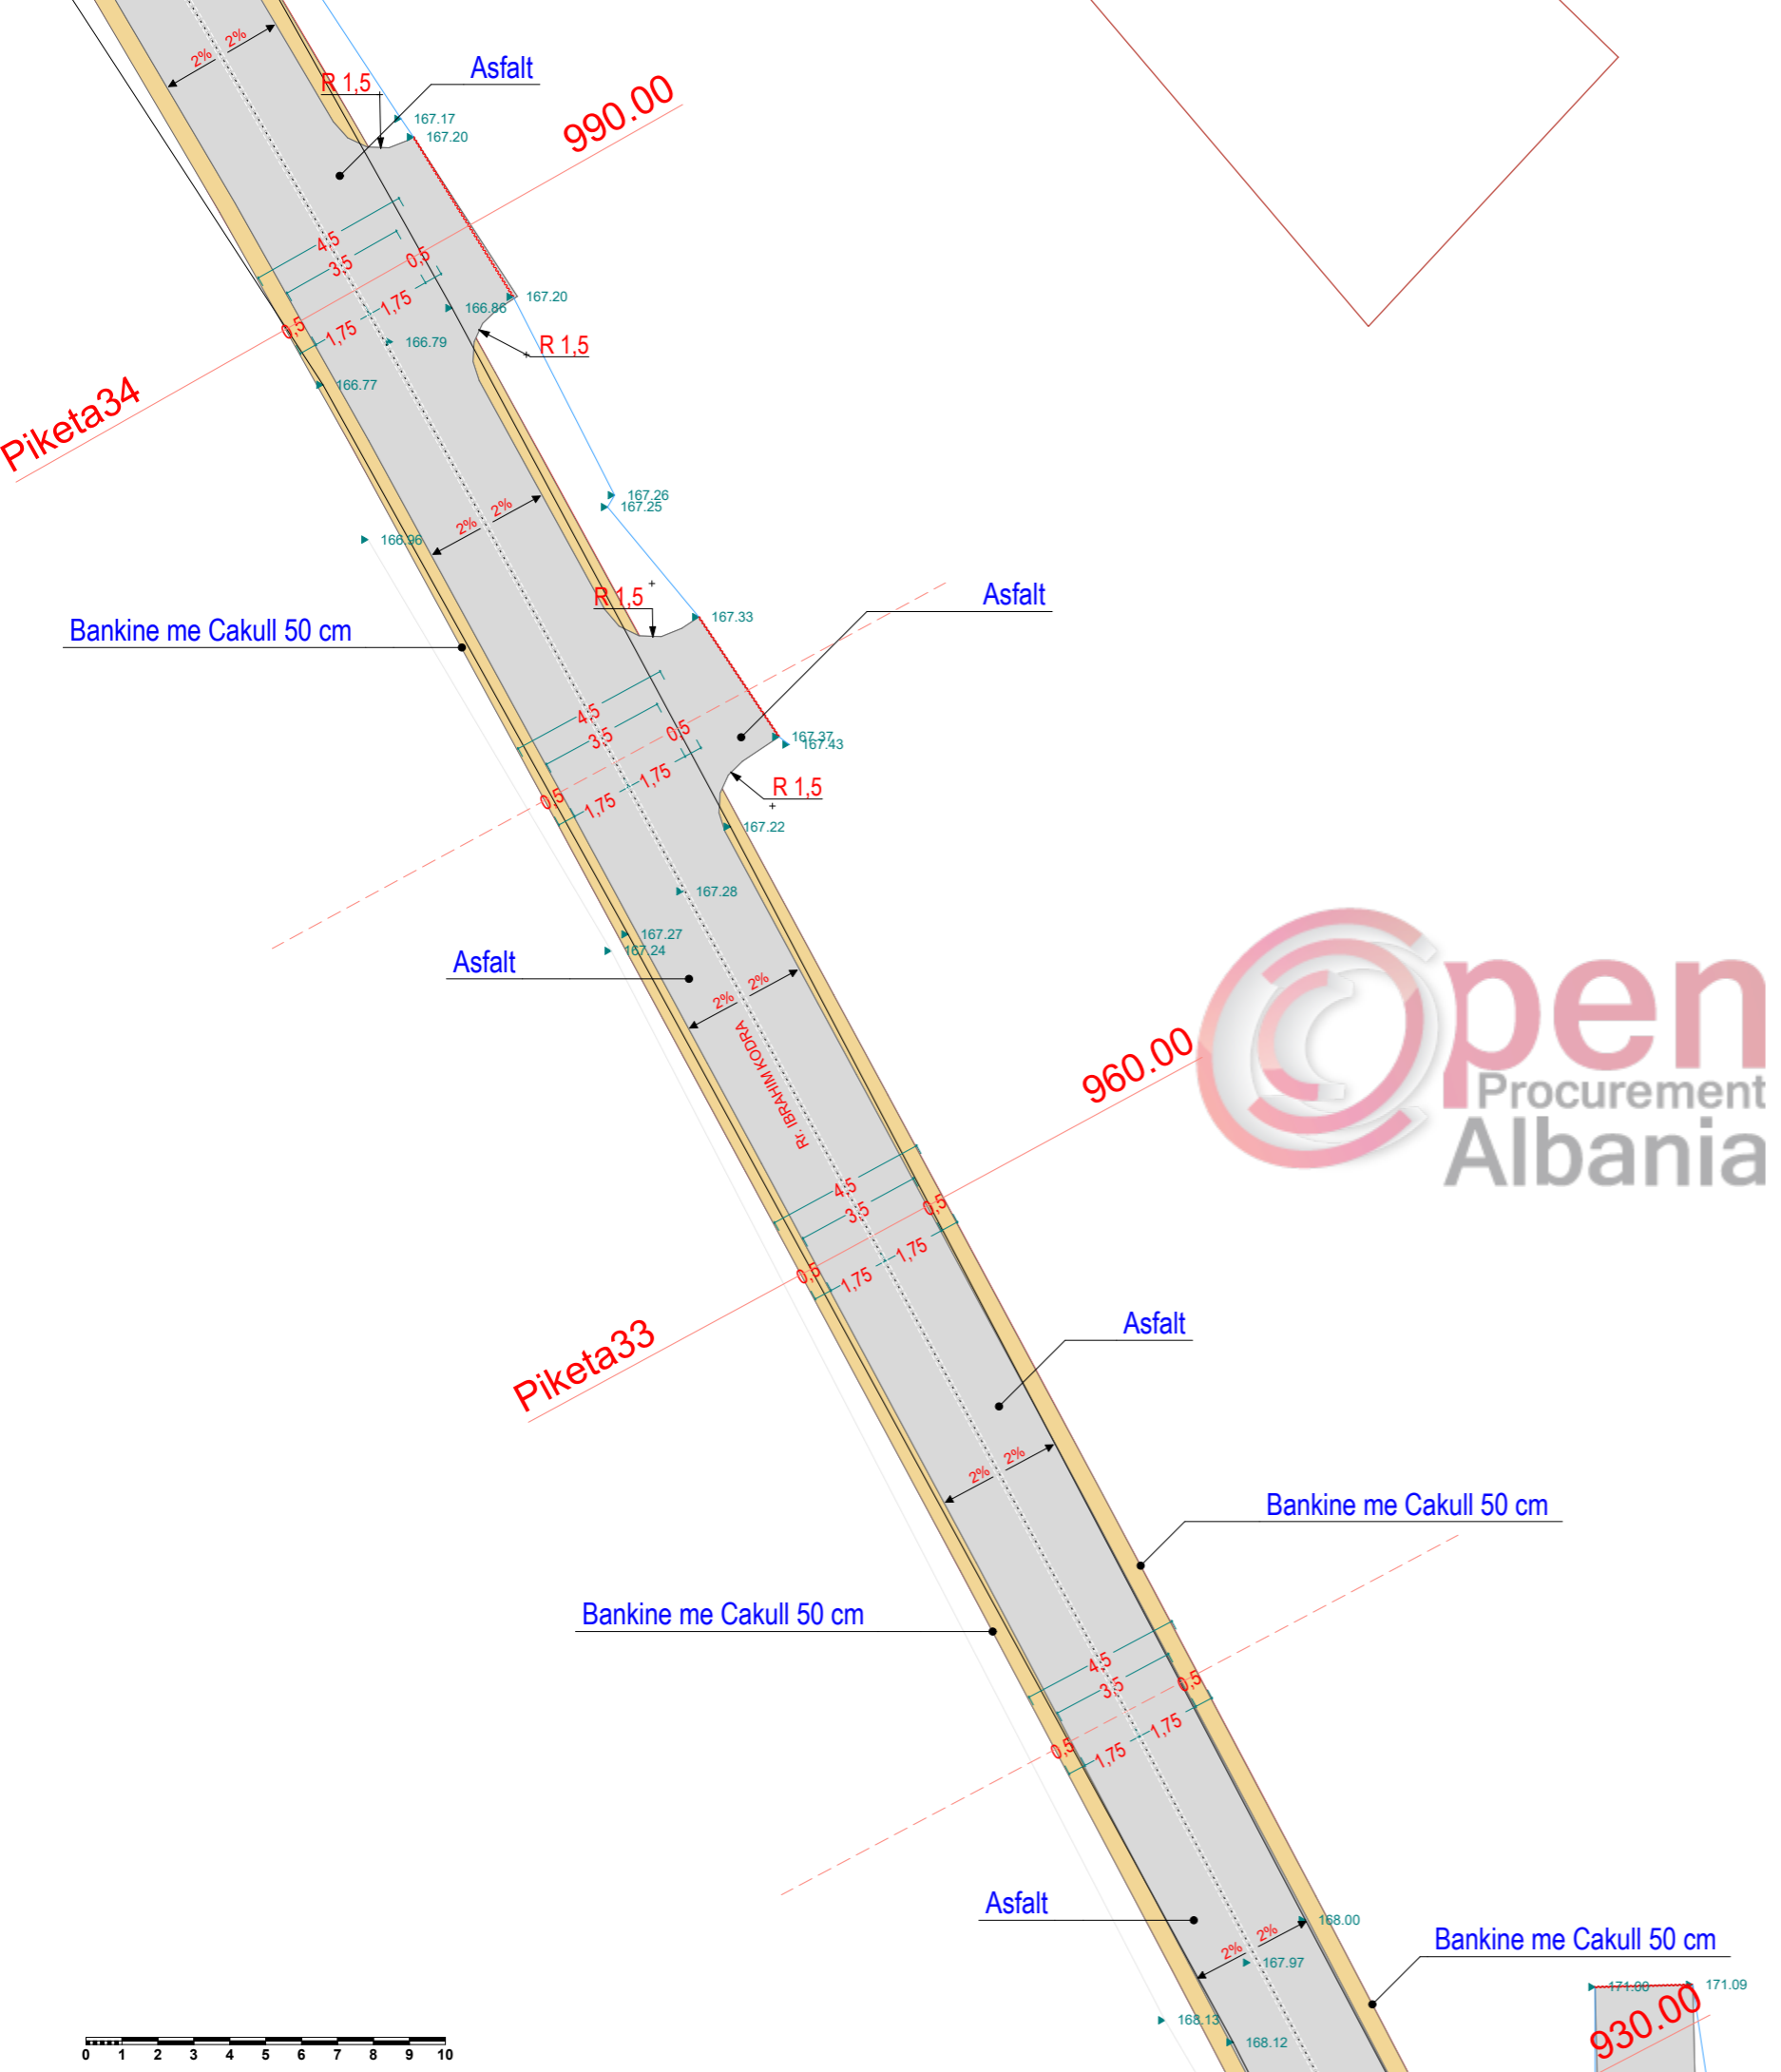 2% 2%
R 1,5
Asfalt
167.17
167.20
990.00
4,5
3,5
0,5
1,75
1,75
0,5
167.20
166.86
166.79
R 1,5
166.77
Piketa34
167.26
167.25
2% 2%
166.96
R 1,5
Asfalt
167.33
Bankine me Cakull 50 cm
4,5
3,5
0,5
167.37
167.43
1,75
1,75
0,5
R 1,5
167.22
167.28
167.27
167.24
Asfalt
2% 2%
Rr. IBRAHIM KODRA
960.00
Open
Procurement
Albania
4,5
3,5
0,5
1,75
1,75
0,5
Piketa33
Asfalt
2% 2%
Bankine me Cakull 50 cm
Bankine me Cakull 50 cm
4,5
3,5
0,5
1,75
1,75
0,5
Asfalt
168.00
2% 2%
167.97
Bankine me Cakull 50 cm
171.00
171.09
930.00
168.13
168.12
0 1 2 3 4 5 6 7 8 9 10